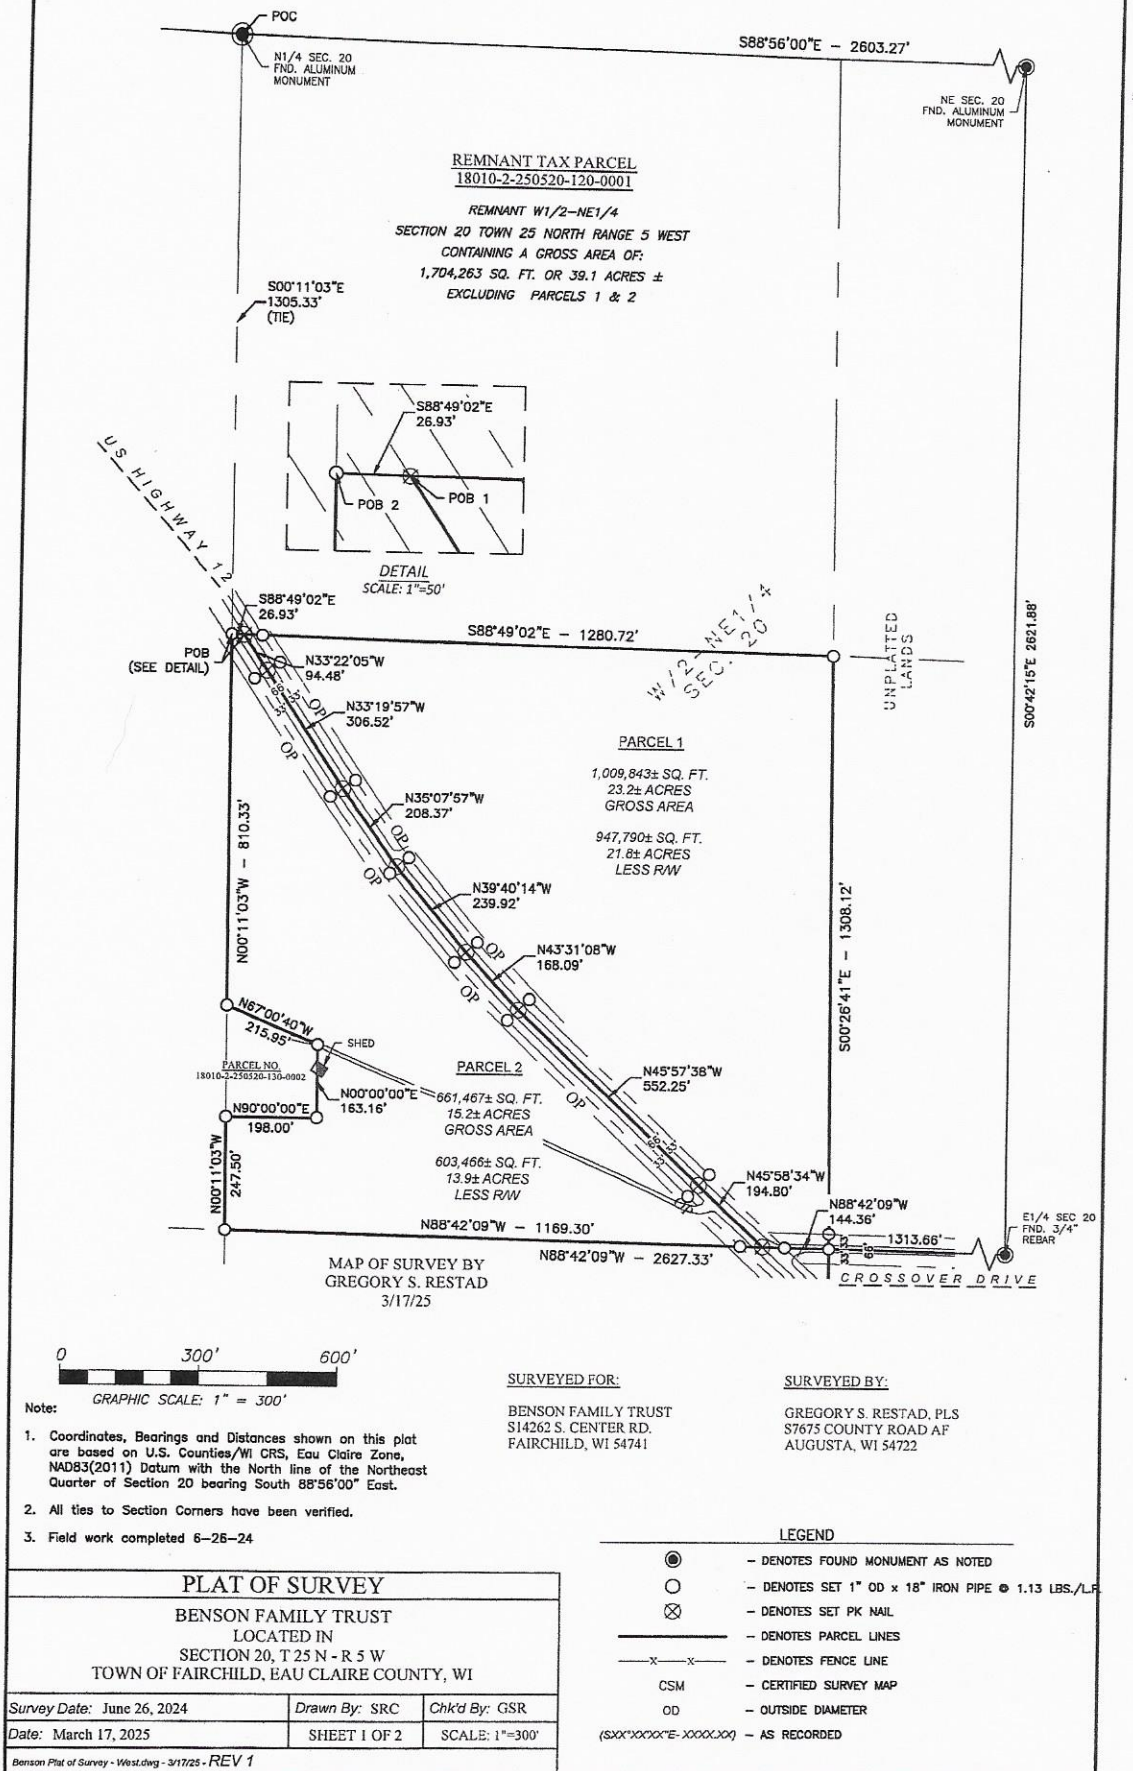 POC
S88°56'00"E - 2603.27'
N1/4 SEC. 20
FND. ALUMINUM
MONUMENT
NE SEC. 20
FND. ALUMINUM
MONUMENT
REMNANT TAX PARCEL
18010-2-250520-120-0001
REMNANT W1/2-NE1/4
SECTION 20 TOWN 25 NORTH RANGE 5 WEST
CONTAINING A GROSS AREA OF:
1,704,263 SQ. FT. OR 39.1 ACRES ±
EXCLUDING PARCELS 1 & 2
S00°11'03"E
1305.33'
(TIE)
S88°49'02"E
26.93'
POB 2
POB 1
DETAIL
SCALE: 1"=50'
US HIGHWAY 12
S88°49'02"E
26.93'
S88°49'02"E - 1280.72'
W/2-NE1/4
SEC. 20
UNPLATTED
LANDS
S00°42'15"E 2621.88'
POB
(SEE DETAIL)
N33°22'05"W
94.48'
66'
33' 33'
OP
N33°19'57"W
306.52'
OP
PARCEL 1
1,009,843± SQ. FT.
23.2± ACRES
GROSS AREA
947,790± SQ. FT.
21.8± ACRES
LESS R/W
N35°07'57"W
208.37'
OP
OP
N00°11'03"W - 810.33'
N39°40'14"W
239.92'
S00°26'41"E - 1308.12'
OP
N43°31'08"W
168.09'
OP
N67°00'40"W
215.95'
SHED
PARCEL NO.
18010-2-250520-130-0002
PARCEL 2
N45°57'38"W
552.25'
N00°00'00"E
163.16'
661,467± SQ. FT.
15.2± ACRES
GROSS AREA
OP
N90°00'00"E
198.00'
603,466± SQ. FT.
13.9± ACRES
LESS R/W
66'
33' 33'
N00°11'03"W
247.50'
N45°58'34"W
194.80'
OP
N88°42'09"W
144.36'
E1/4 SEC 20
FND. 3/4"
REBAR
N88°42'09"W - 1169.30'
33'
33'
66'
1313.66'
N88°42'09"W - 2627.33'
CROSSOVER DRIVE
MAP OF SURVEY BY
GREGORY S. RESTAD
3/17/25
0 300' 600'
GRAPHIC SCALE: 1" = 300'
SURVEYED FOR:
BENSON FAMILY TRUST
S14262 S. CENTER RD.
FAIRCHILD, WI 54741
SURVEYED BY:
GREGORY S. RESTAD, PLS
S7675 COUNTY ROAD AF
AUGUSTA, WI 54722
Note:
1. Coordinates, Bearings and Distances shown on this plat
are based on U.S. Counties/WI CRS, Eau Claire Zone,
NAD83(2011) Datum with the North line of the Northeast
Quarter of Section 20 bearing South 88°56'00" East.
2. All ties to Section Corners have been verified.
3. Field work completed 6-26-24
LEGEND
- DENOTES FOUND MONUMENT AS NOTED
- DENOTES SET 1" OD x 18" IRON PIPE @ 1.13 LBS./L.F.
- DENOTES SET PK NAIL
- DENOTES PARCEL LINES
x x - DENOTES FENCE LINE
CSM - CERTIFIED SURVEY MAP
OD - OUTSIDE DIAMETER
(SXX°XX'XX"E- XXXX.XX) - AS RECORDED
PLAT OF SURVEY
BENSON FAMILY TRUST
LOCATED IN
SECTION 20, T 25 N - R 5 W
TOWN OF FAIRCHILD, EAU CLAIRE COUNTY, WI
Survey Date: June 26, 2024 Drawn By: SRC Chk'd By: GSR
Date: March 17, 2025 SHEET 1 OF 2 SCALE: 1"=300'
Benson Plat of Survey - West.dwg - 3/17/25 - REV 1